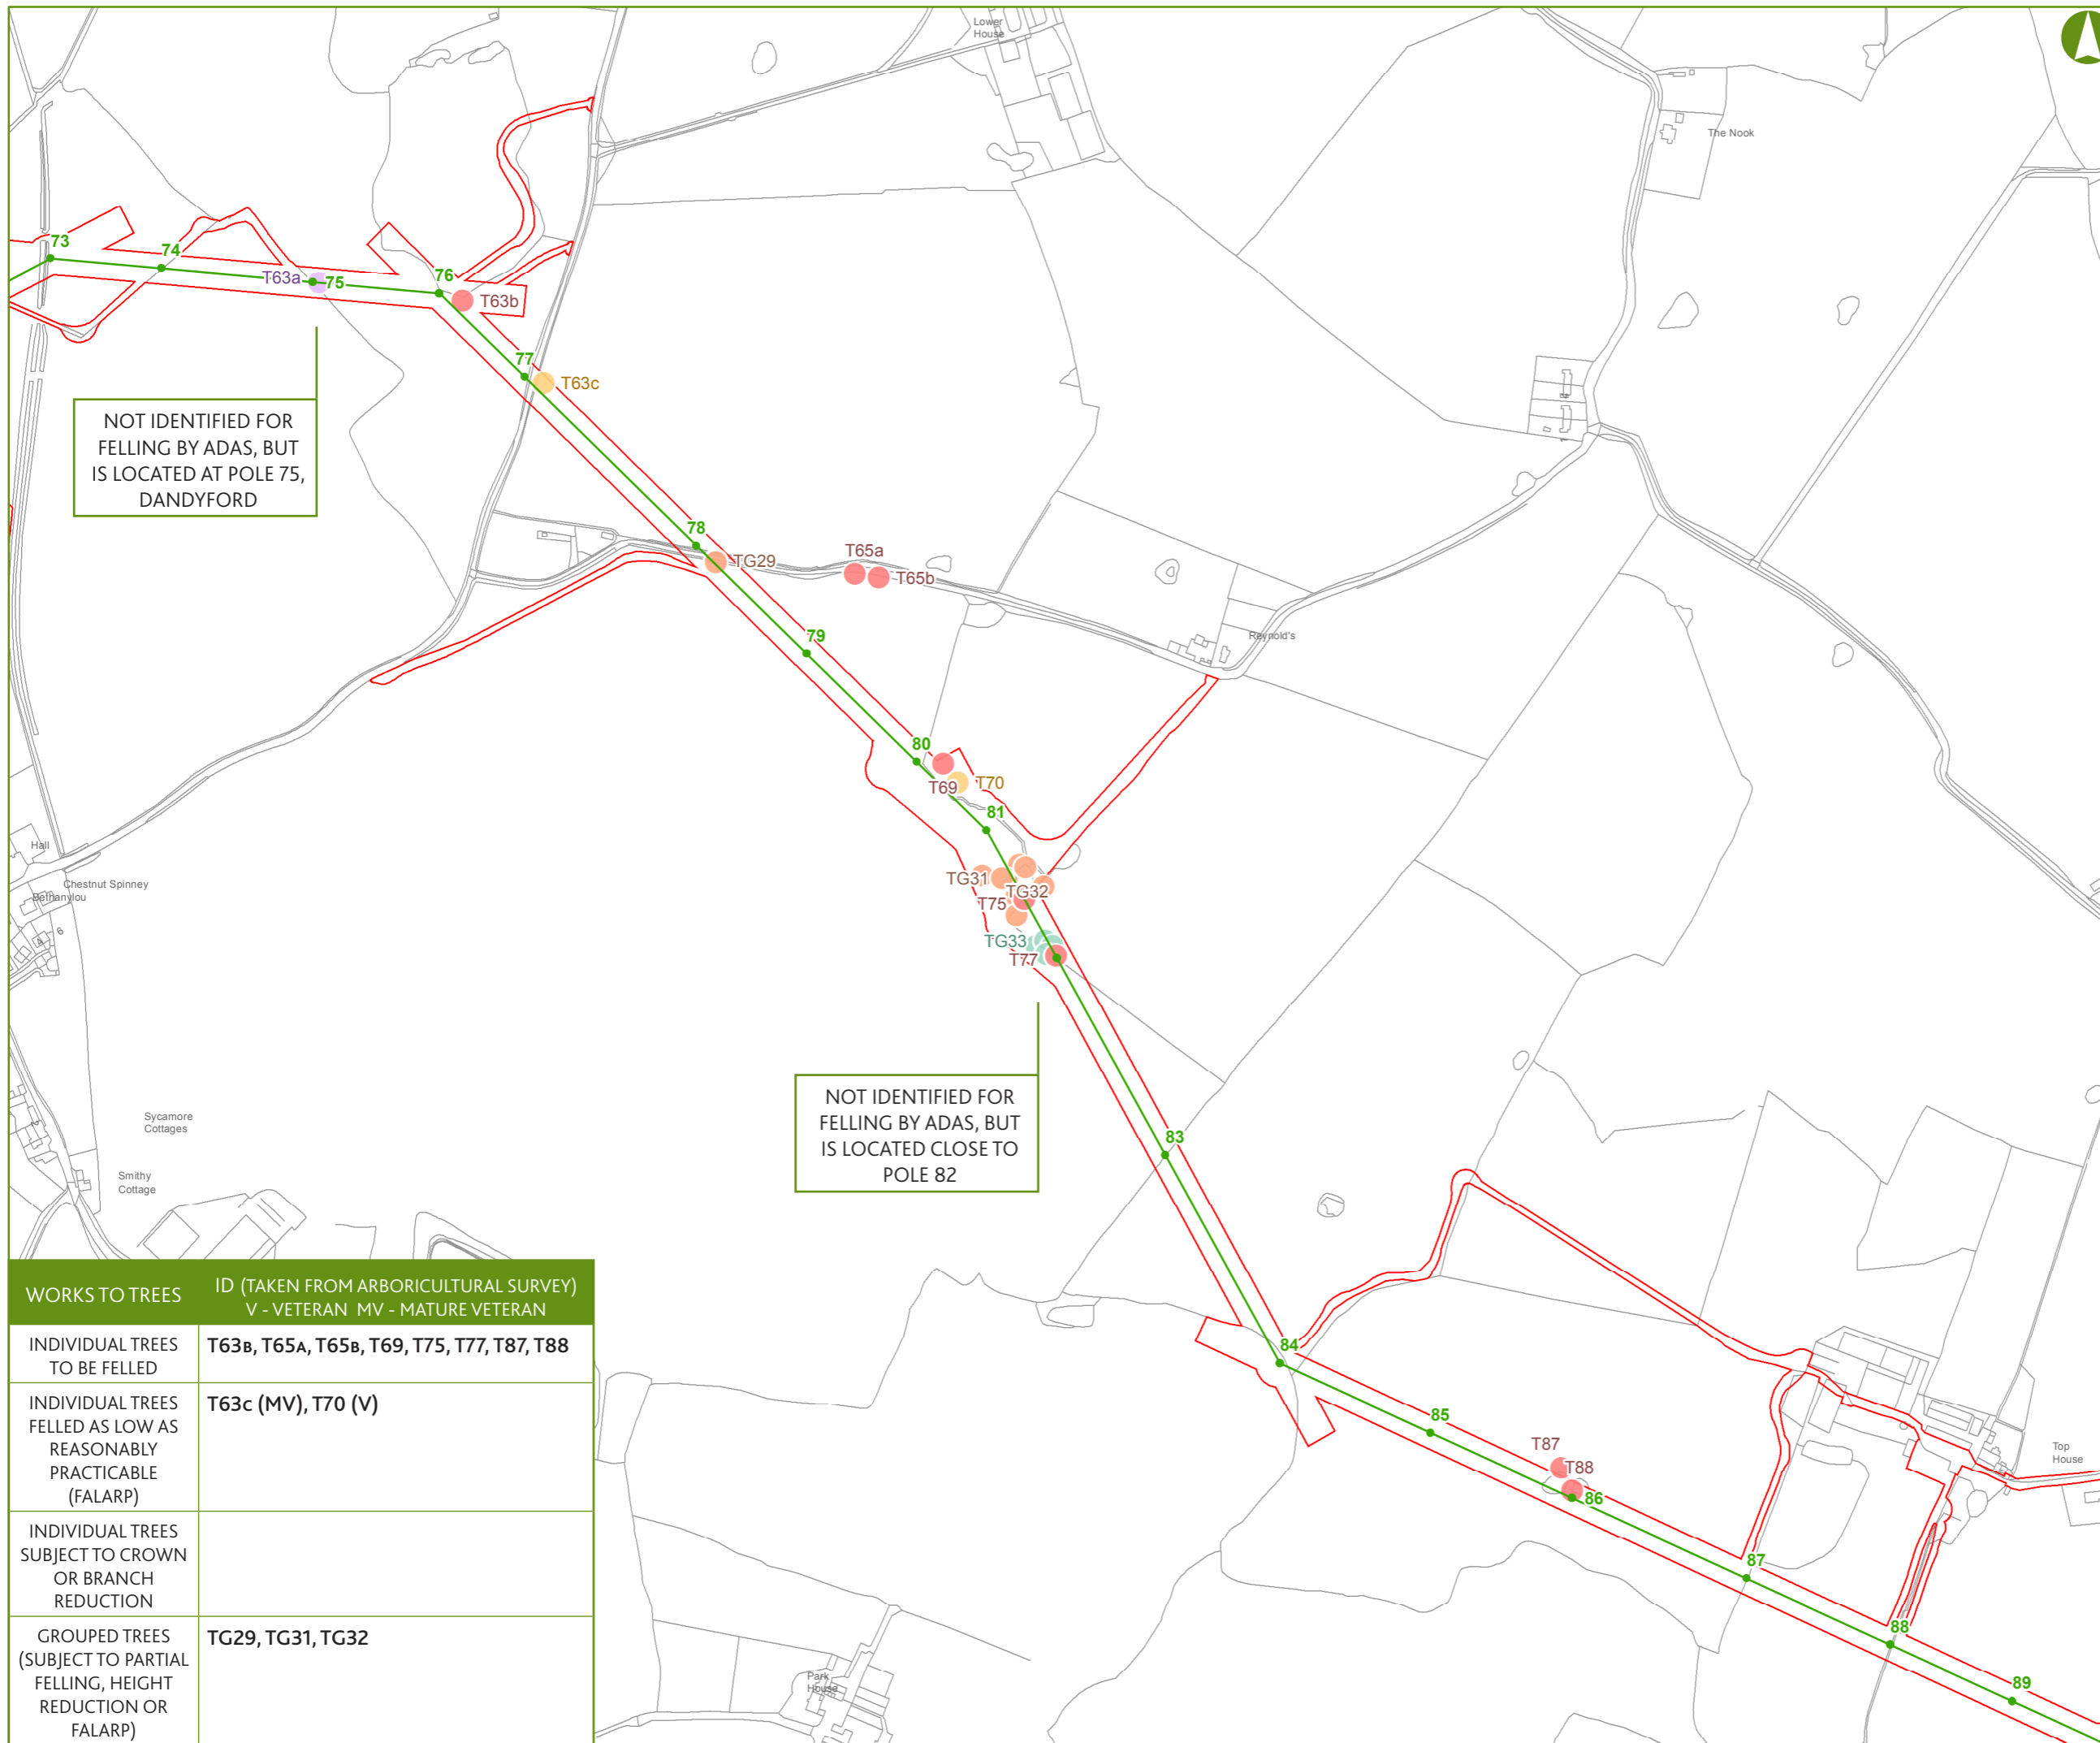 Lower
House
The Nook
73
74
T63a
75
76
T63b
77
T63c
NOT IDENTIFIED FOR
FELLING BY ADAS, BUT
IS LOCATED AT POLE 75,
DANDYFORD
78
TG29
T65a
T65b
79
Reynold's
80
T69
T70
81
Hall
Chestnut Spinney
Bethanylou
TG31
TG32
T75
TG33
T77
6
4
NOT IDENTIFIED FOR
FELLING BY ADAS, BUT
IS LOCATED CLOSE TO
POLE 82
83
Sycamore
Cottages
2
Smithy
Cottage
84
85
T87
T88
86
Top
House
87
88
89
Park
House
WORKS TO TREES
ID (TAKEN FROM ARBORICULTURAL SURVEY)
V - VETERAN MV - MATURE VETERAN
INDIVIDUAL TREES
TO BE FELLED
T63B, T65A, T65B, T69, T75, T77, T87, T88
INDIVIDUAL TREES
FELLED AS LOW AS
REASONABLY
PRACTICABLE
(FALARP)
T63c (MV), T70 (V)
INDIVIDUAL TREES
SUBJECT TO CROWN
OR BRANCH
REDUCTION
GROUPED TREES
(SUBJECT TO PARTIAL
FELLING, HEIGHT
REDUCTION OR
FALARP)
TG29, TG31, TG32